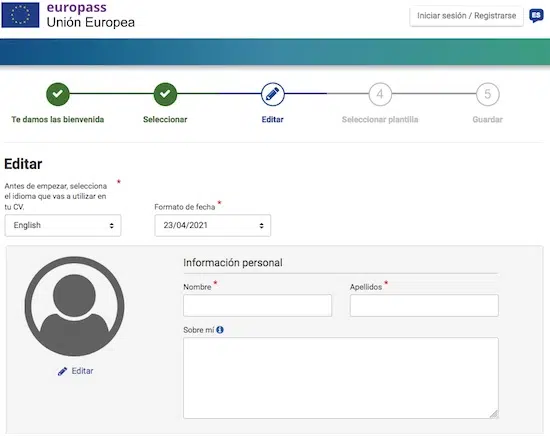 europass
Unión Europea
Iniciar sesión / Registrarse
ES
4
5
Te damos las bienvenida
Seleccionar
Editar
Seleccionar plantilla
Guardar
Editar
Antes de empezar, selecciona *
el idioma que vas a utilizar en
tu CV.
Formato de fecha *
English
23/04/2021
Información personal
Nombre *
Apellidos *
Sobre mí
Editar